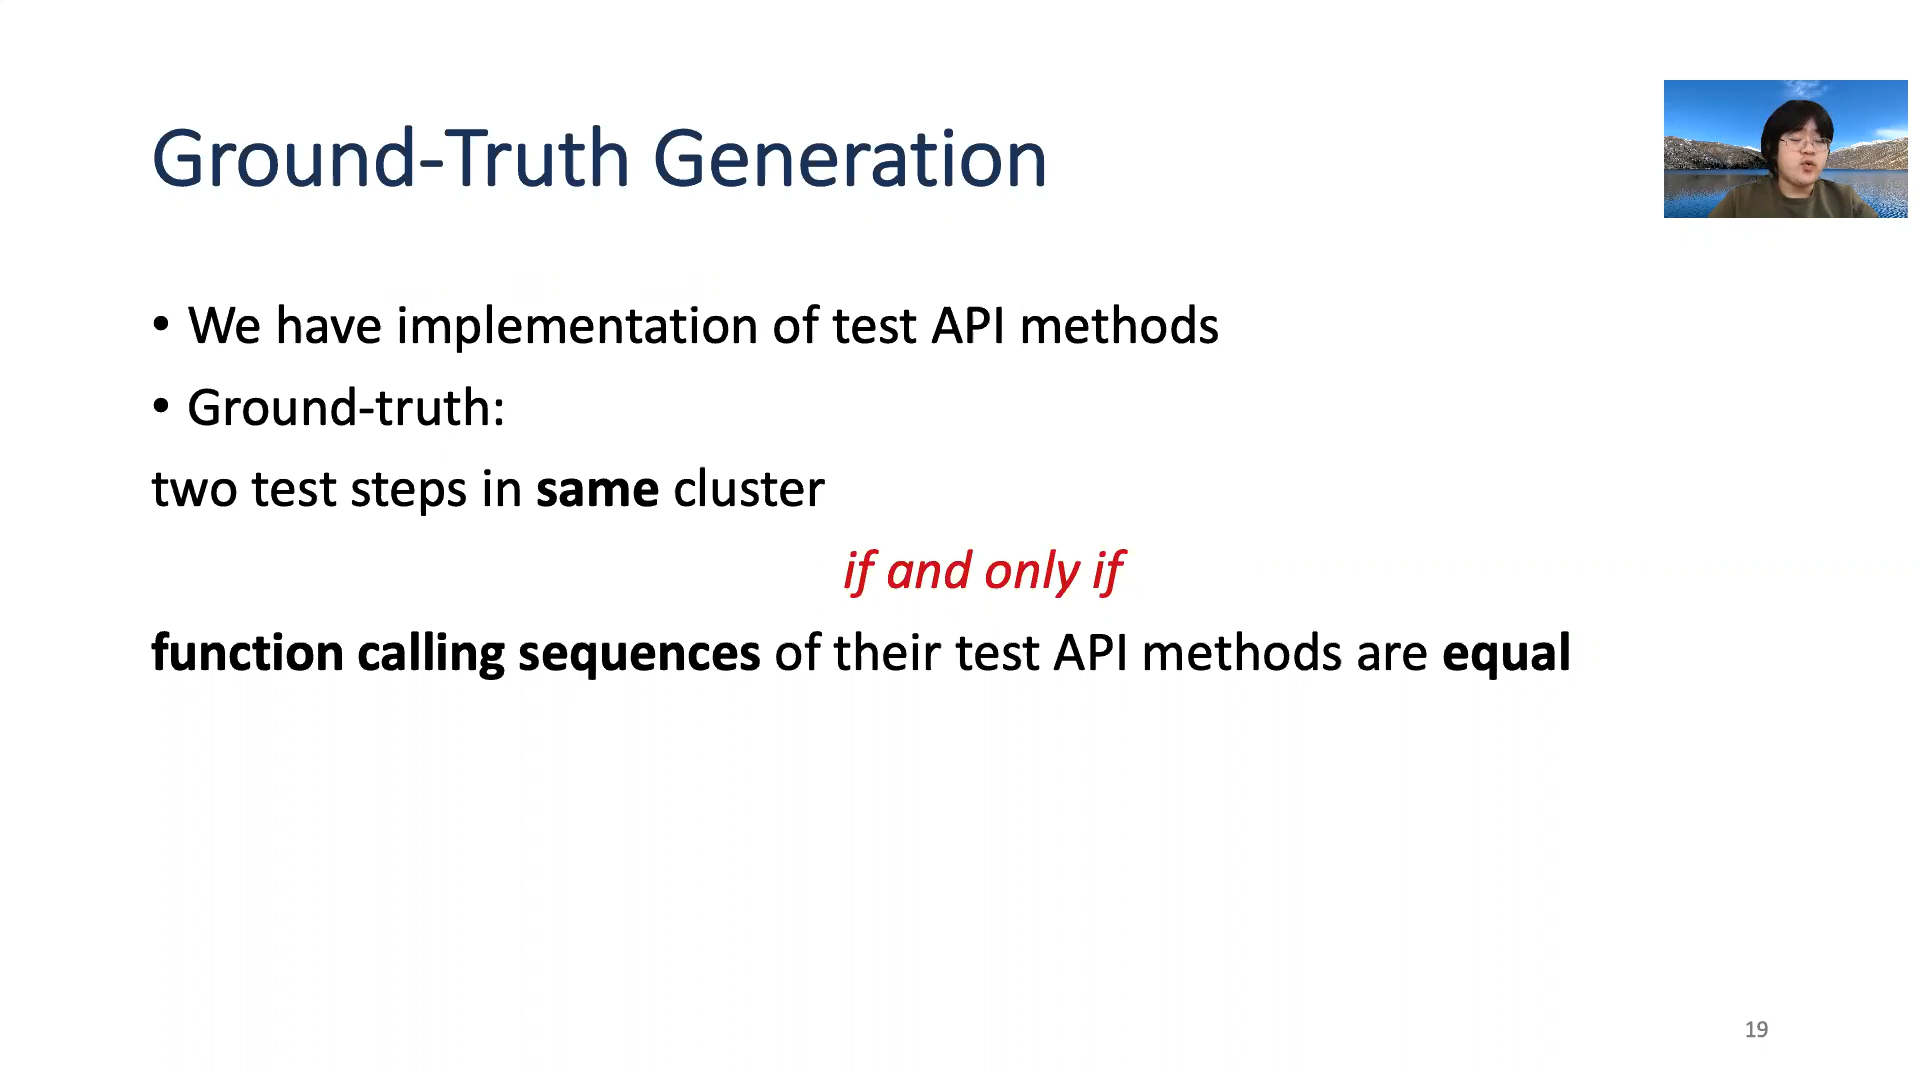 Ground-Truth Generation
• We have implementation of test API methods
• Ground-truth:
two test steps in same cluster
if and only if
function calling sequences of their test API methods are equal
19